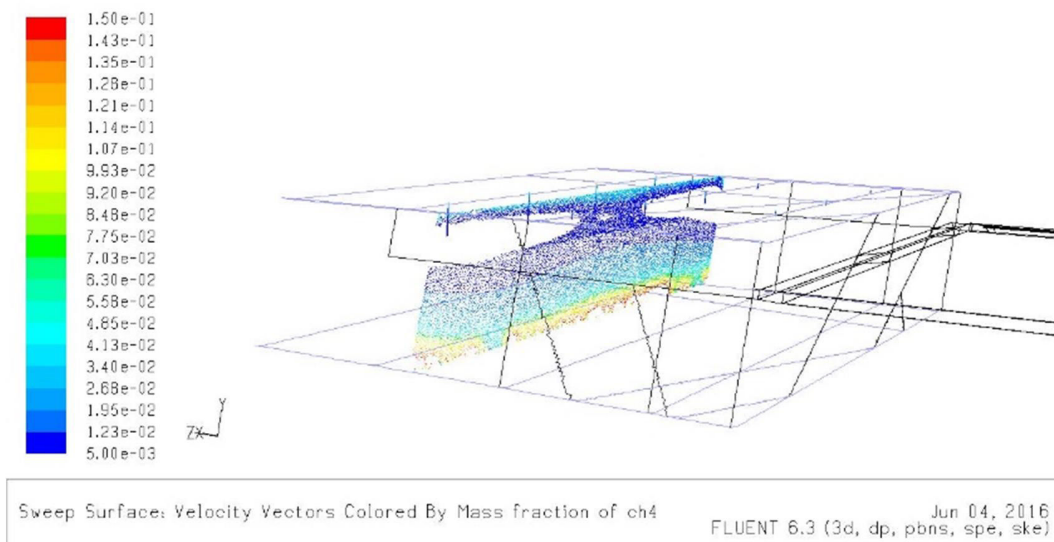 1.50e-01
1.43e-01
1.35e-01
1.28e-01
1.21e-01
1.14e-01
1.07e-01
9.93e-02
9.20e-02
8.48e-02
7.75e-02
7.03e-02
6.30e-02
5.58e-02
4.85e-02
4.13e-02
3.40e-02
2.68e-02
1.95e-02
1.23e-02
5.00e-03
Y
ZX
Sweep Surface: Velocity Vectors Colored By Mass fraction of ch4
Jun 04, 2016
FLUENT 6.3 (3d, dp, pbns, spe, ske)